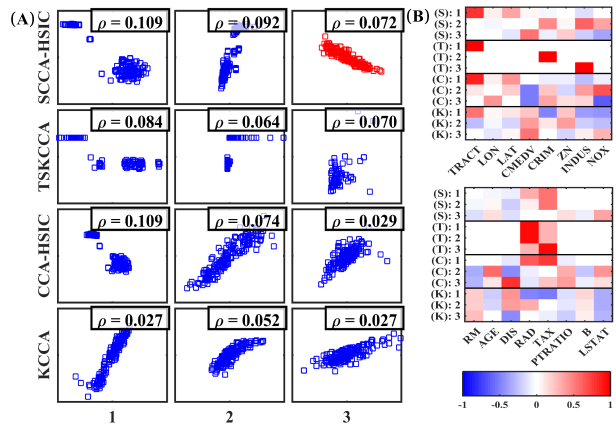 (A)
SCCA-HSIC
ρ = 0.109
ρ = 0.092
ρ = 0.072
TSKCCA
ρ = 0.084
ρ = 0.064
ρ = 0.070
CCA-HSIC
ρ = 0.109
ρ = 0.074
ρ = 0.029
KCCA
ρ = 0.027
ρ = 0.052
ρ = 0.027
1
2
3
(B)
(S): 1
(S): 2
(S): 3
(T): 1
(T): 2
(T): 3
(C): 1
(C): 2
(C): 3
(K): 1
(K): 2
(K): 3
TRACT
LON
LAT
CMEDV
CRIM
ZN
INDUS
NOX
(S): 1
(S): 2
(S): 3
(T): 1
(T): 2
(T): 3
(C): 1
(C): 2
(C): 3
(K): 1
(K): 2
(K): 3
RM
AGE
DIS
RAD
TAX
PTRATIO
B
LSTAT
-1 -0.5 0 0.5 1